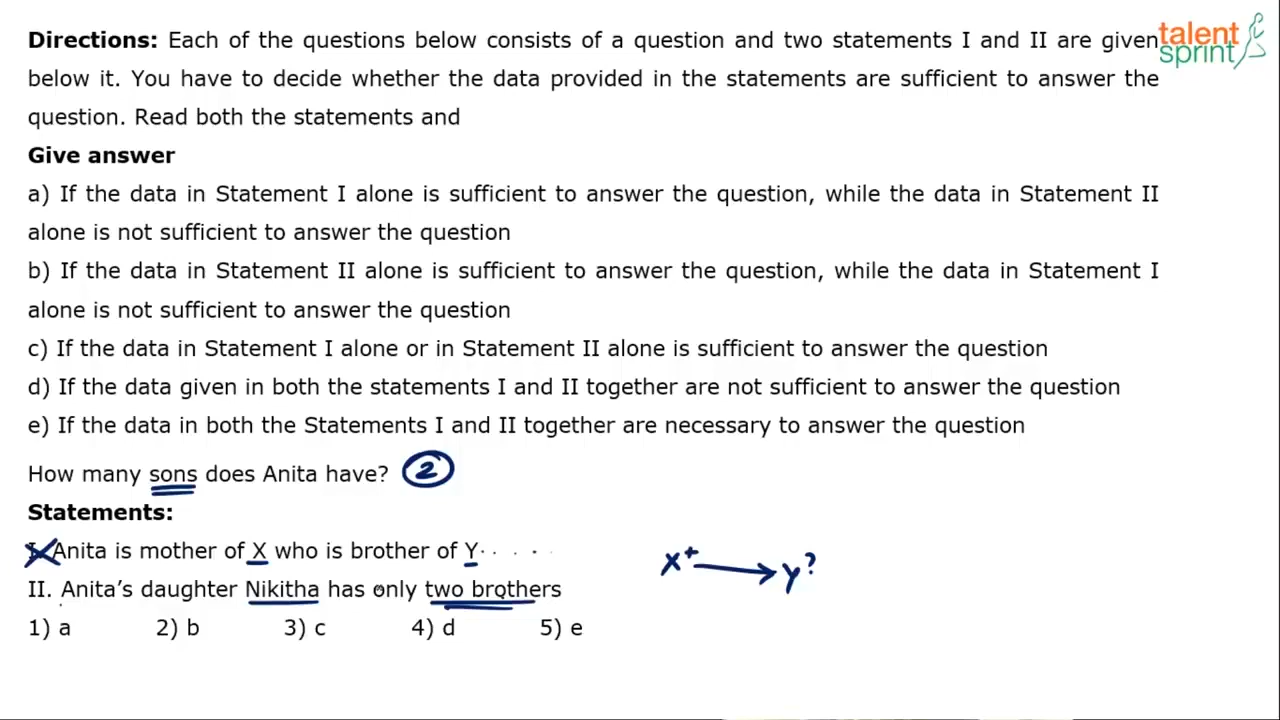 talent
sprint
Directions: Each of the questions below consists of a question and two statements I and II are given
below it. You have to decide whether the data provided in the statements are sufficient to answer the
question. Read both the statements and
Give answer
a) If the data in Statement I alone is sufficient to answer the question, while the data in Statement II
alone is not sufficient to answer the question
b) If the data in Statement II alone is sufficient to answer the question, while the data in Statement I
alone is not sufficient to answer the question
c) If the data in Statement I alone or in Statement II alone is sufficient to answer the question
d) If the data given in both the statements I and II together are not sufficient to answer the question
e) If the data in both the Statements I and II together are necessary to answer the question
How many sons does Anita have? 2
Statements:
I. Anita is mother of X who is brother of Y
X+ → Y?
II. Anita's daughter Nikitha has only two brothers
1) a 2) b 3) c 4) d 5) e